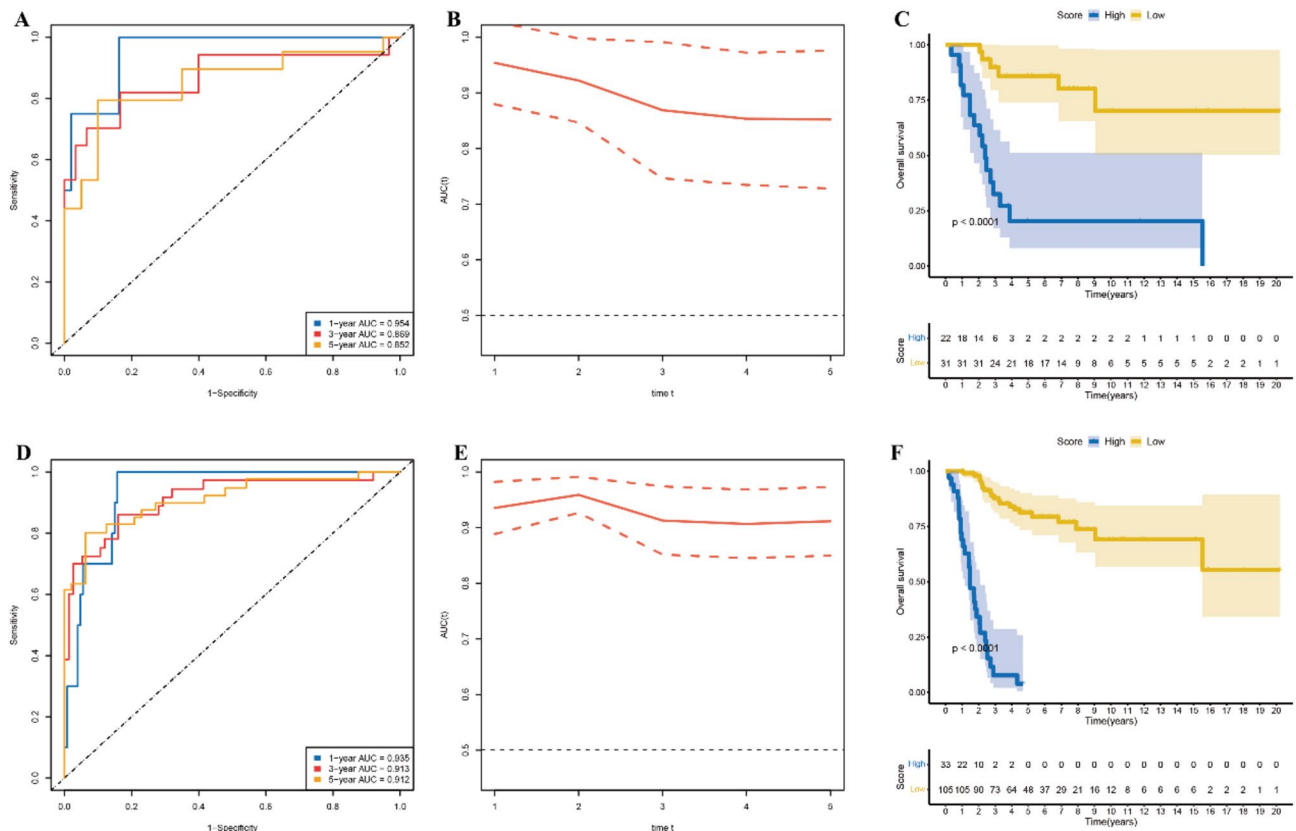 A
Sensitivity
1.0
0.8
0.6
0.4
0.2
0.0
0.0 0.2 0.4 0.6 0.8 1.0
1-Specificity
1-year AUC = 0.954
3-year AUC = 0.869
5-year AUC = 0.852
B
AUC(t)
1.0
0.9
0.8
0.7
0.6
0.5
0.4
1 2 3 4 5
time t
C
Score High Low
Overall survival
1.00
0.75
0.50
0.25
0.00
p < 0.0001
0 1 2 3 4 5 6 7 8 9 10 11 12 13 14 15 16 17 18 19 20
Time(years)
Score
High 22 18 14 6 3 2 2 2 2 2 2 2 1 1 1 1 0 0 0 0 0
Low 31 31 31 24 21 18 17 14 9 8 6 5 5 5 5 5 2 2 2 1 1
0 1 2 3 4 5 6 7 8 9 10 11 12 13 14 15 16 17 18 19 20
Time(years)
D
Sensitivity
1.0
0.8
0.6
0.4
0.2
0.0
0.0 0.2 0.4 0.6 0.8 1.0
1-Specificity
1-year AUC = 0.935
3-year AUC = 0.913
5-year AUC = 0.912
E
AUC(t)
1.0
0.9
0.8
0.7
0.6
0.5
0.4
1 2 3 4 5
time t
F
Score High Low
Overall survival
1.00
0.75
0.50
0.25
0.00
p < 0.0001
0 1 2 3 4 5 6 7 8 9 10 11 12 13 14 15 16 17 18 19 20
Time(years)
Score
High 33 22 10 2 2 0 0 0 0 0 0 0 0 0 0 0 0 0 0 0 0
Low 105 105 90 73 64 48 37 29 21 16 12 8 6 6 6 6 2 2 2 1 1
0 1 2 3 4 5 6 7 8 9 10 11 12 13 14 15 16 17 18 19 20
Time(years)